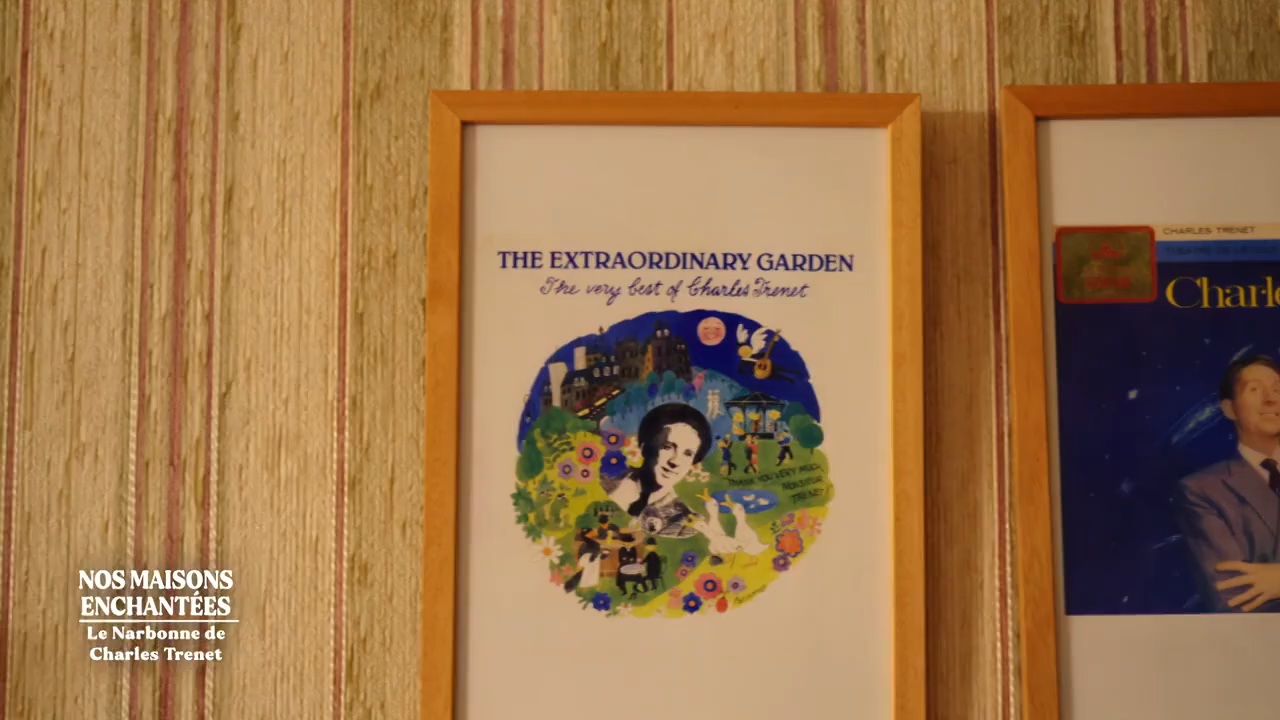 THE EXTRAORDINARY GARDEN
The very best of Charles Trenet
THANK YOU VERY MUCH,
MONSIEUR
TRENET!
CHARLES TRENET
Charle
NOS MAISONS
ENCHANTÉES
Le Narbonne de
Charles Trenet